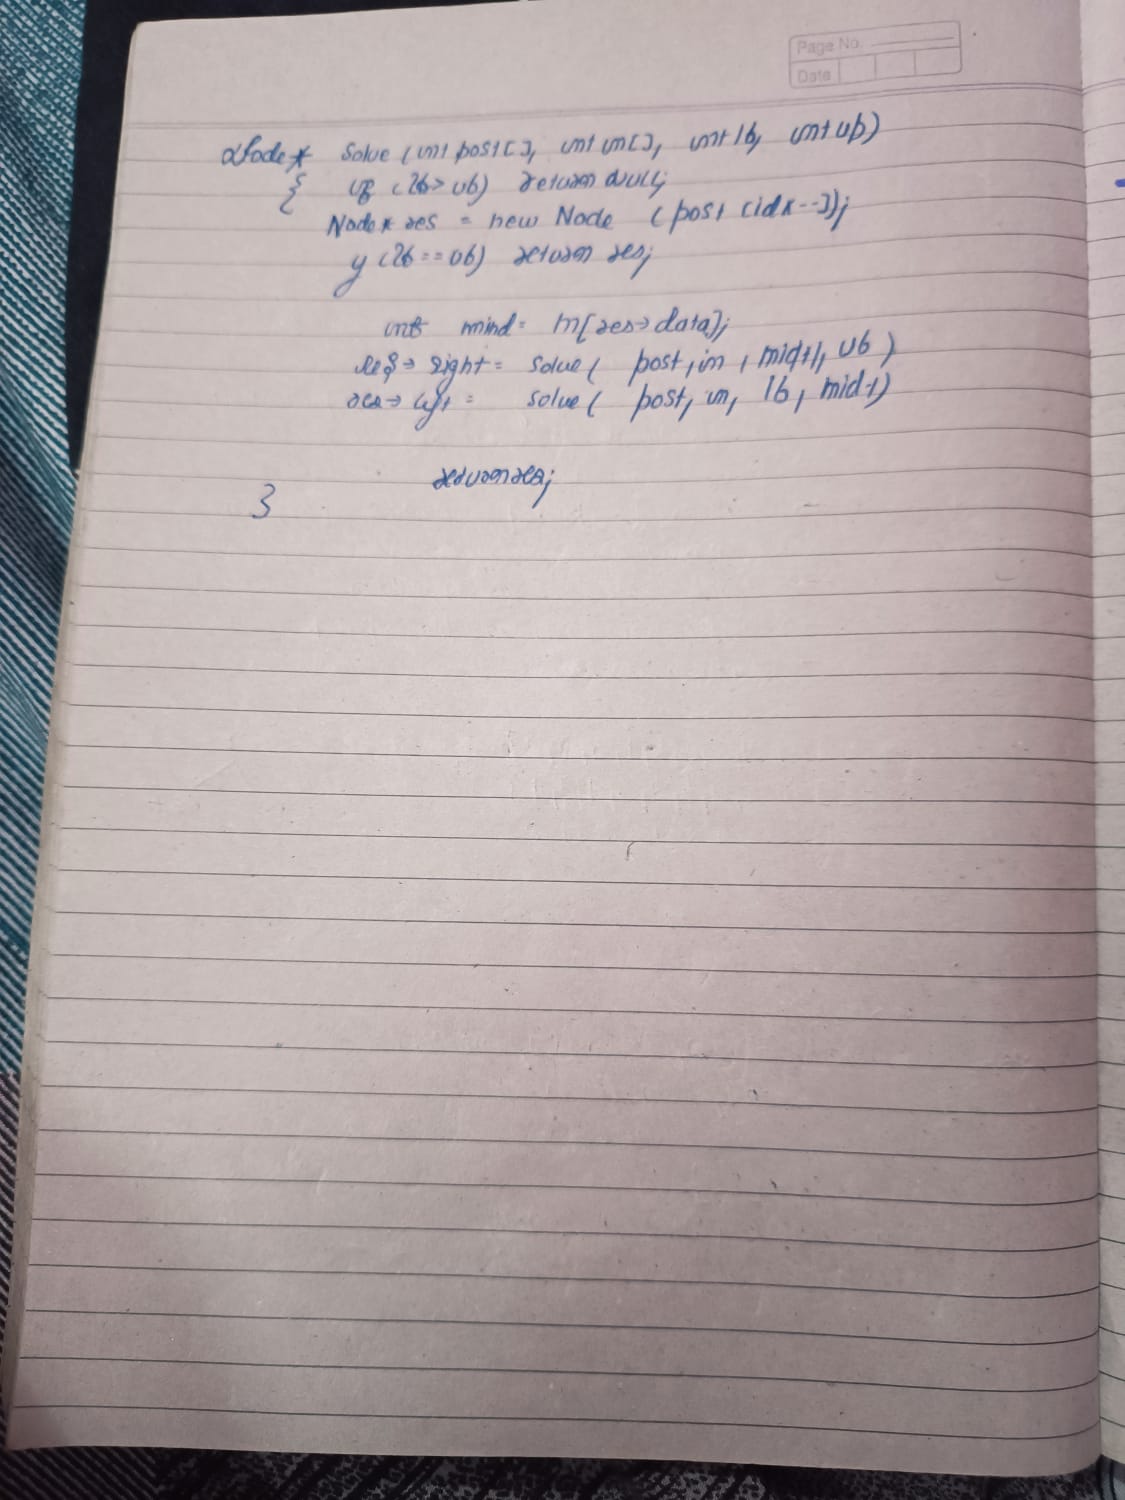 Page No.
Date
Node* solve (int post[], int in[], int lb, int ub)
{ if (lb > ub) return NULL;
Node* res = new Node (post [idx--]);
if (lb == ub) return res;
int mind = m[res->data];
res-> right = solve( post, in, mid+1, ub )
res-> left = solve( post, in, lb, mid-1)
return res;
}